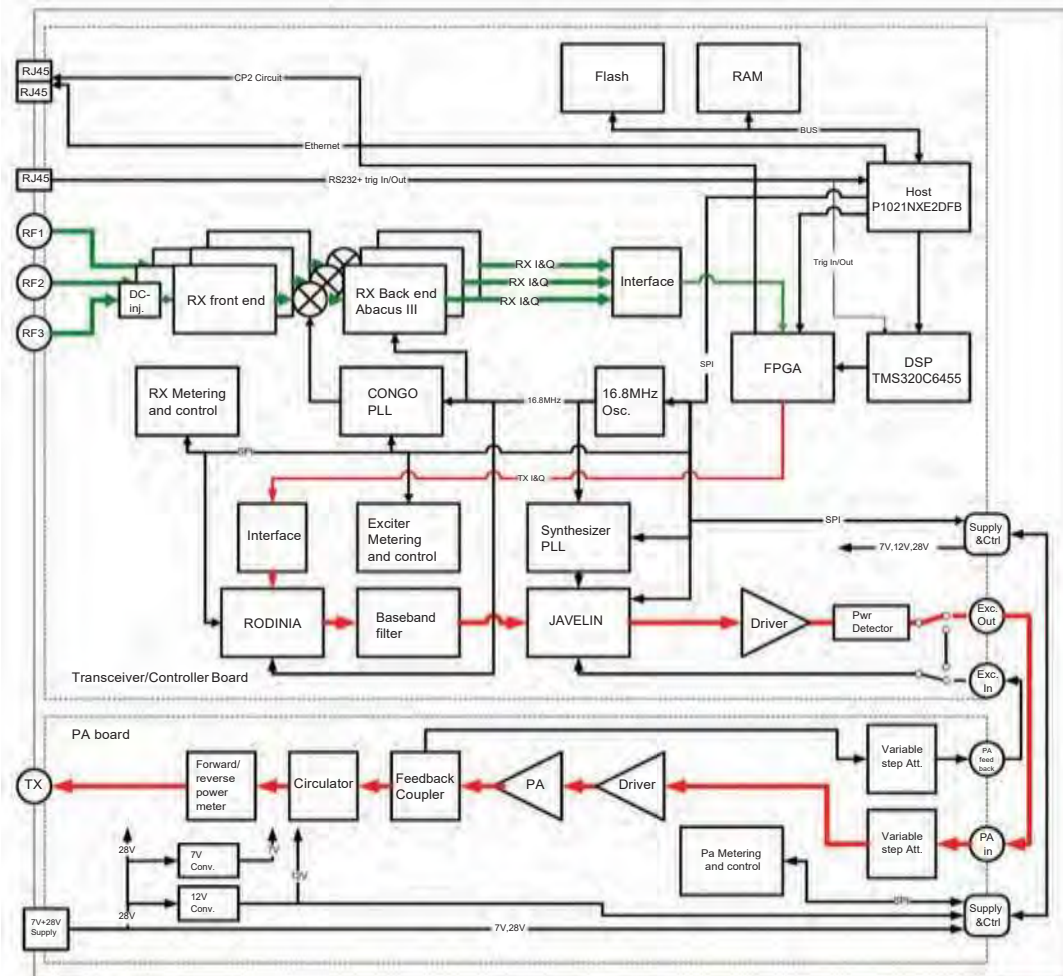 RJ45
RJ45
CP2 Circuit
Flash
RAM
BUS
Ethernet
RJ45
RS232+ trig In/Out
Host
P1021NXE2DFB
RF1
RF2
RF3
DC-
inj.
RX front end
RX Back end
Abacus III
RX I&Q
RX I&Q
RX I&Q
Interface
Trig In/Out
SPI
FPGA
DSP
TMS320C6455
RX Metering
and control
CONGO
PLL
16.8MHz
16.8MHz
Osc.
SPI
TX I&Q
Interface
Exciter
Metering
and control
Synthesizer
PLL
SPI
Supply
&Ctrl
7V,12V,28V
RODINIA
Baseband
filter
JAVELIN
Driver
Pwr
Detector
Exc.
Out
Exc.
In
Transceiver/Controller Board
PA board
TX
Forward/
reverse
power
meter
Circulator
Feedback
Coupler
PA
Driver
Variable
step Att.
PA
feed
back
Variable
step Att.
PA
in
28V
7V
Conv.
7V
12V
Pa Metering
and control
12V
Conv.
28V
SPI
Supply
&Ctrl
7V+28V
Supply
7V,28V